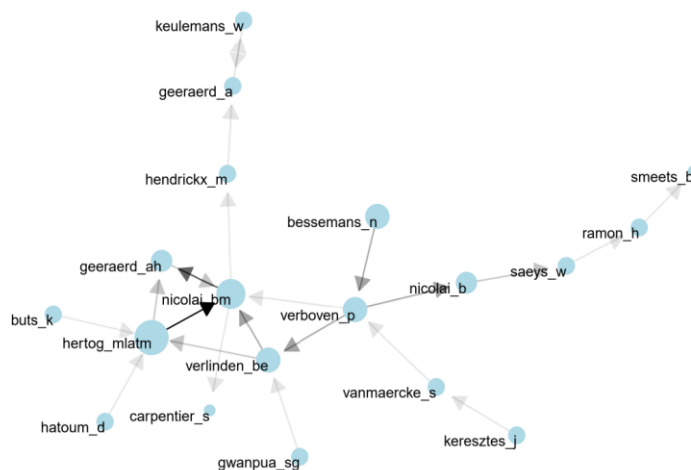 keulemans_w
geeraerd_a
hendrickx_m
smeets_b
bessemans_n
ramon_h
geeraerd_ah
saeys_w
nicolai_bm
nicolai_b
buts_k
verboven_p
hertog_mlatm
verlinden_be
vanmaercke_s
carpentier_s
hatoum_d
keresztes_j
gwanpua_sg